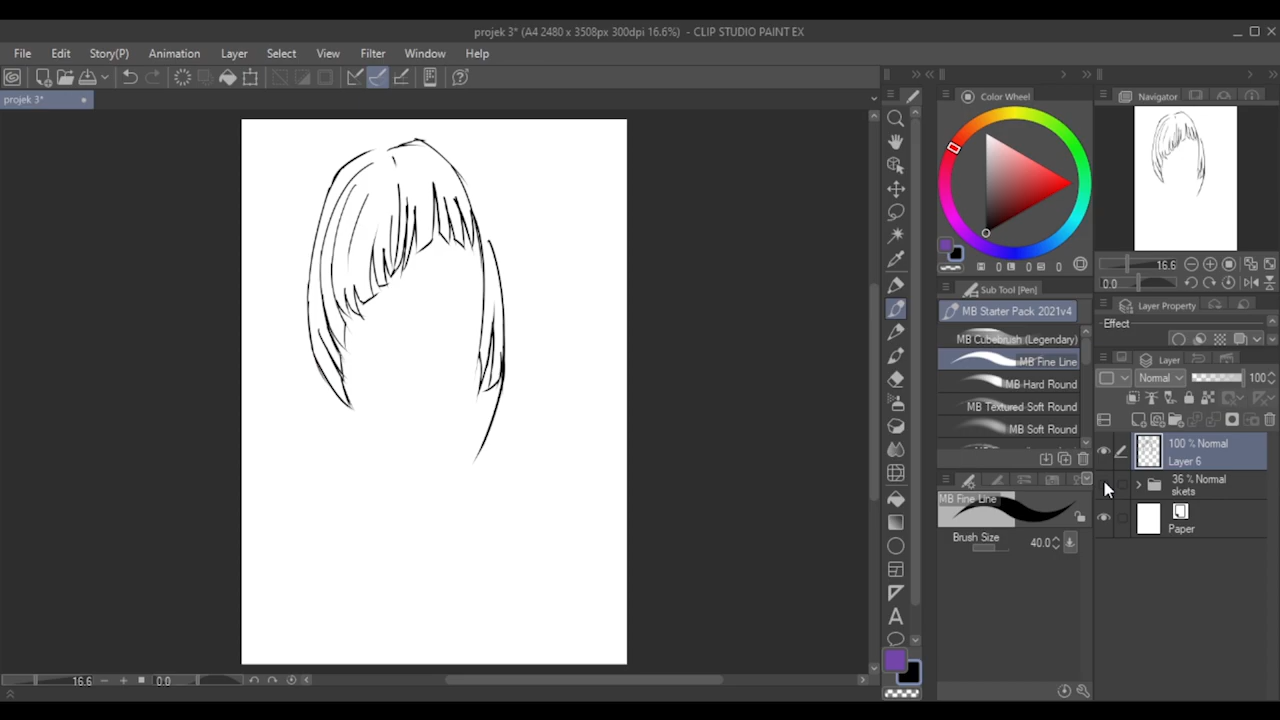 projek 3* (A4 2480 x 3508px 300dpi 16.6%) - CLIP STUDIO PAINT EX
File Edit Story(P) Animation Layer Select View Filter Window Help
projek 3*
Color Wheel
Navigator
0 L 0 0
16.6
0.0
Sub Tool [Pen]
MB Starter Pack 2021v4
MB Cubebrush (Legendary)
MB Fine Line
MB Hard Round
MB Textured Soft Round
MB Soft Round
Layer Property
Effect
Layer
Normal 100
100 % Normal
Layer 6
36 % Normal
skets
Paper
MB Fine Line
Brush Size 40.0
A
16.6 0.0